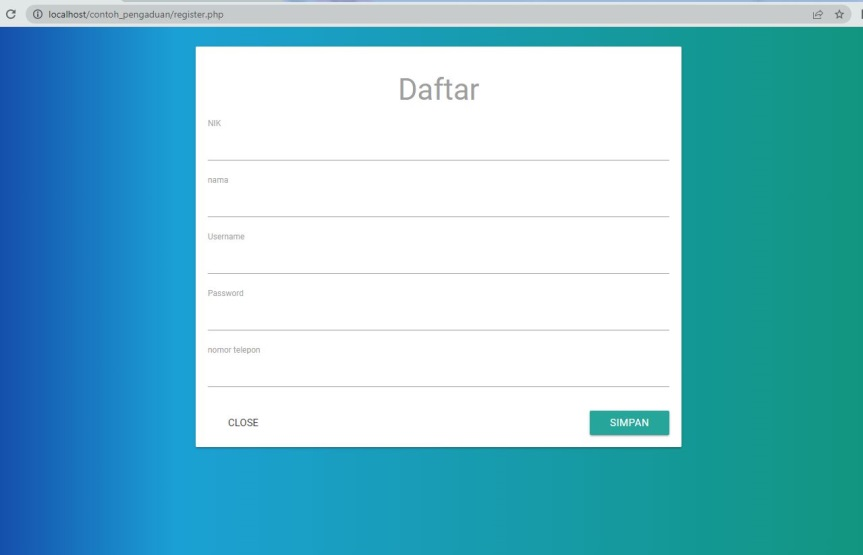 localhost/contoh_pengaduan/register.php
Daftar
NIK
nama
Username
Password
nomor telepon
CLOSE
SIMPAN